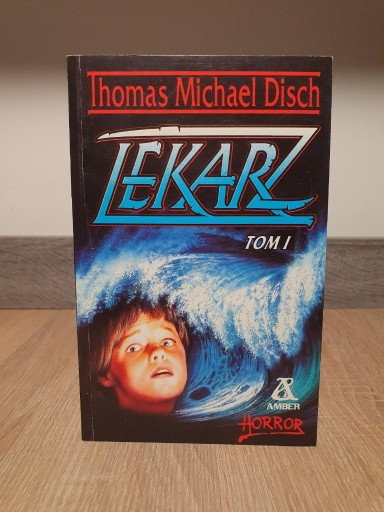 Thomas Michael Disch
LEKARZ
TOM I
AMBER
HORROR